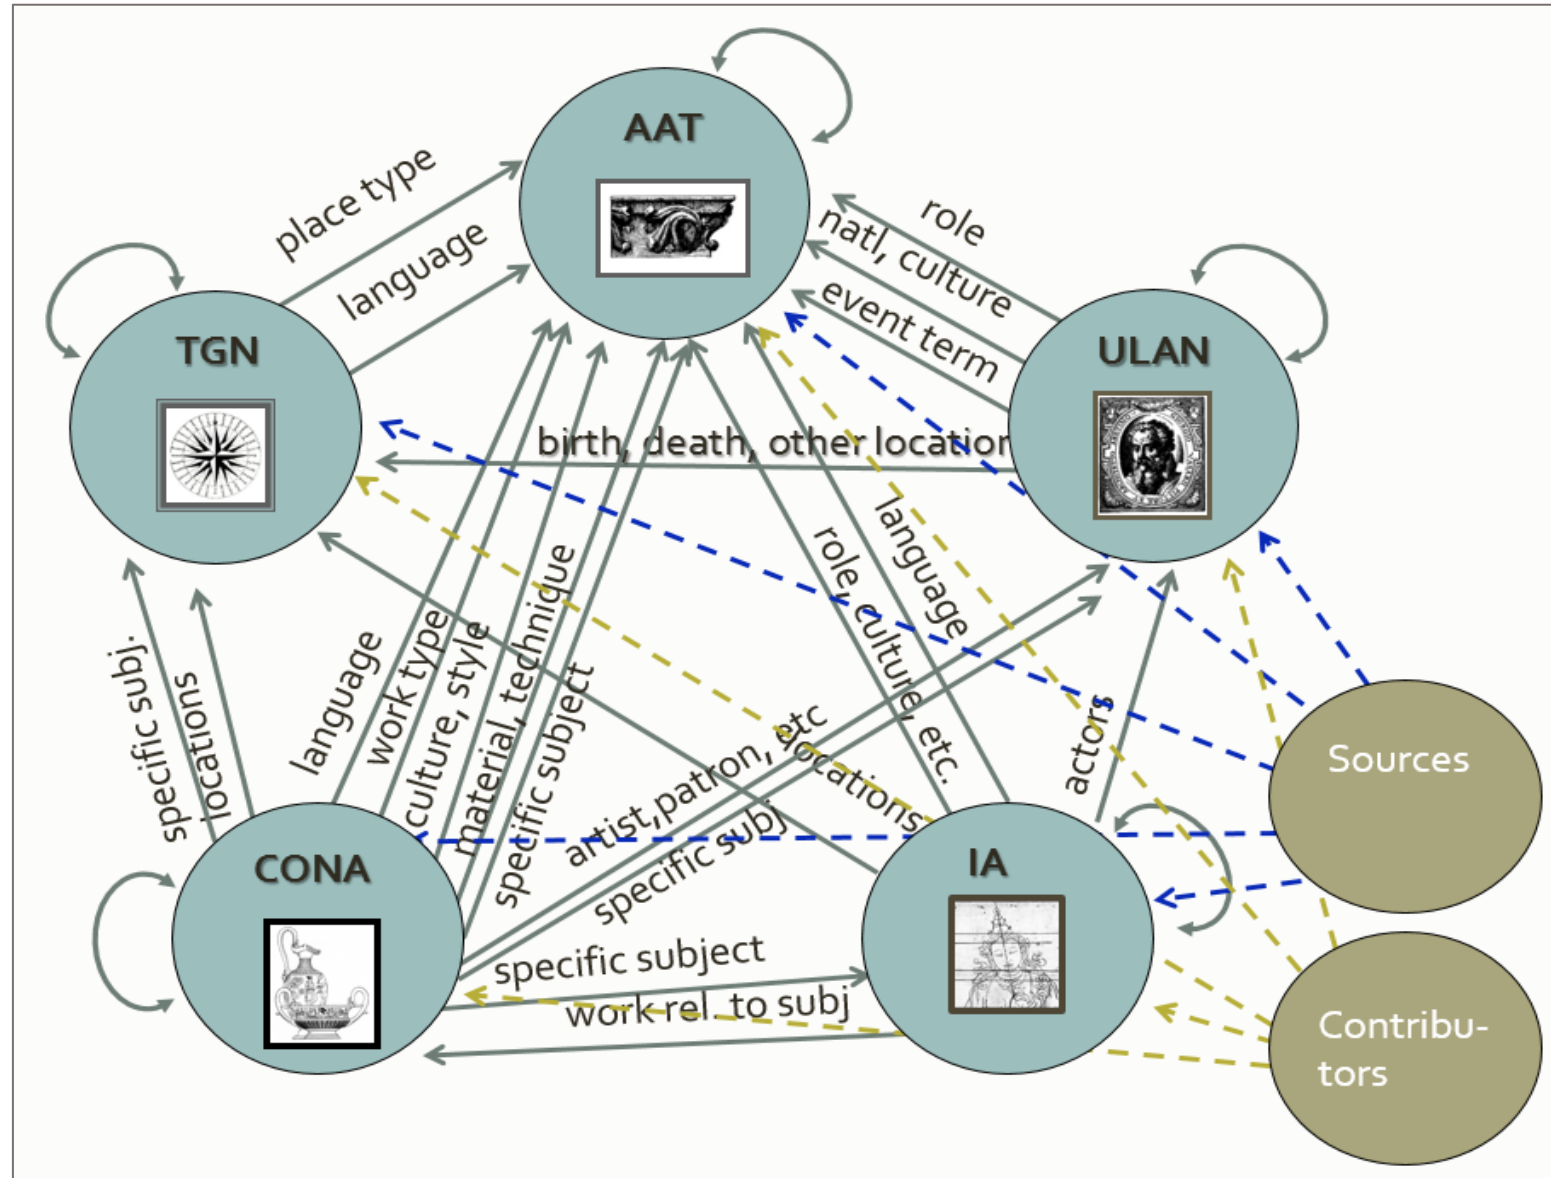 AAT
place type
language
role
natl, culture
event term
TGN
ULAN
birth, death, other location
language
role, culture, etc.
specific subj.
locations
language
work type
culture, style
material, technique
specific subject
artist,patron, etc
specific subj
locations
actors
Sources
CONA
IA
specific subject
work rel. to subj
Contribu-
tors